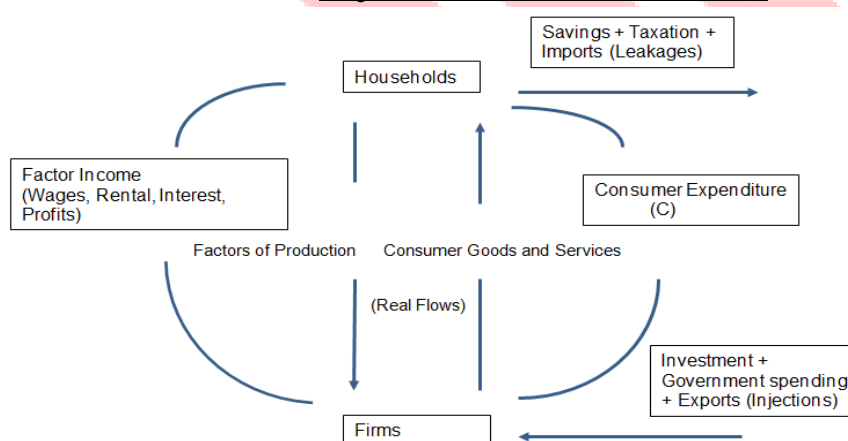 Savings + Taxation +
Imports (Leakages)
Households
Factor Income
(Wages, Rental, Interest,
Profits)
Consumer Expenditure
(C)
Factors of Production
Consumer Goods and Services
(Real Flows)
Investment +
Government spending
+ Exports (Injections)
Firms